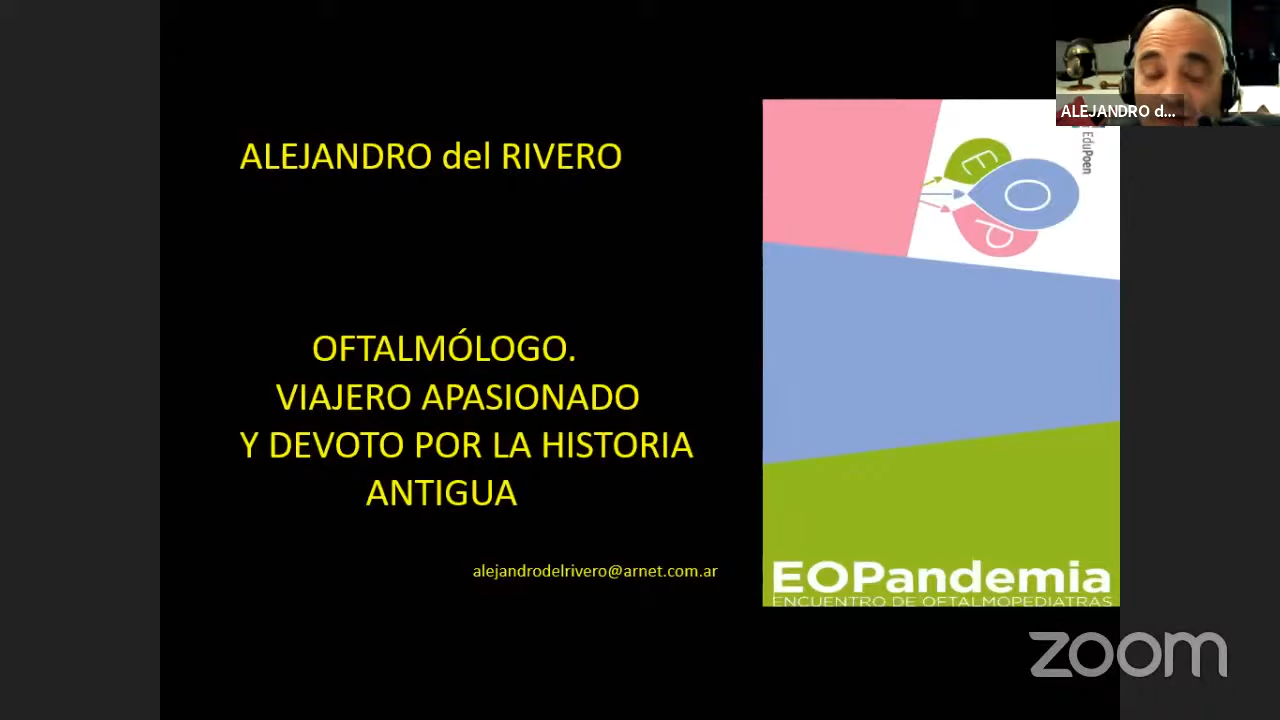 ALEJANDRO d...
ALEJANDRO del RIVERO
EduPoen
E
O
P
OFTALMÓLOGO.
VIAJERO APASIONADO
Y DEVOTO POR LA HISTORIA
ANTIGUA
alejandrodelrivero@arnet.com.ar
EOPandemia
ENCUENTRO DE OFTALMOPEDIATRAS
zoom